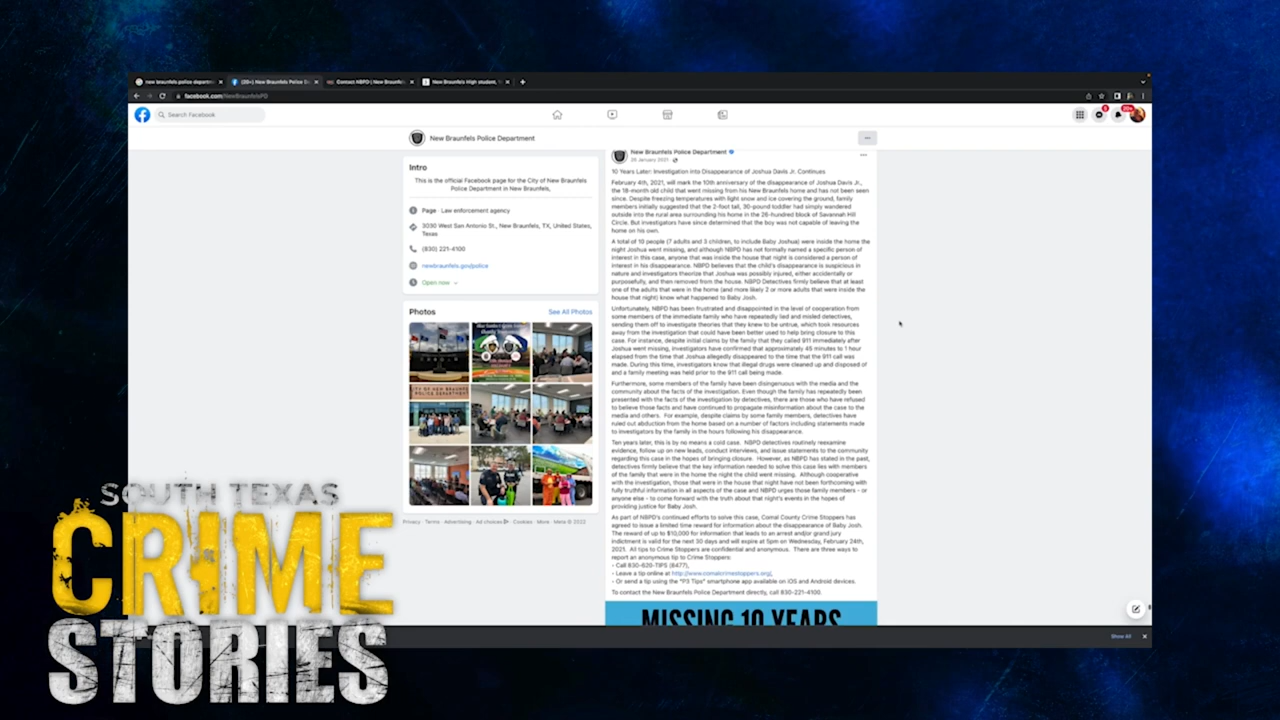 new braunfels police departm
(20+) New Braunfels Police D
Contact NBPD | New Braunfels
New Braunfels High student,
facebook.com/NewBraunfelsPD
Search Facebook
New Braunfels Police Department
Intro
This is the official Facebook page for the City of New Braunfels
Police Department in New Braunfels,
Page · Law enforcement agency
3030 West San Antonio St., New Braunfels, TX, United States,
Texas
(830) 221-4100
newbraunfels.gov/police
Open now
Photos
See All Photos
Privacy · Terms · Advertising · Ad choices · Cookies · More · Meta © 2022
New Braunfels Police Department
10 Years Later: Investigation into Disappearance of Joshua Davis Jr. Continues
February 4th, 2021, will mark the 10th anniversary of the disappearance of Joshua Davis Jr.,
the 18-month old child that went missing from his New Braunfels home and has not been seen
since. Despite freezing temperatures with light snow and ice covering the ground, family
members initially suggested that the 2-foot tall, 30-pound toddler had simply wandered
outside into the rural area surrounding his home in the 26-hundred block of Savannah Hill
Circle. But investigators have since determined that the boy was not capable of leaving the
home on his own.
A total of 10 people (7 adults and 3 children, to include Baby Joshua) were inside the home the
night Joshua went missing, and although NBPD has not formally named a specific person of
interest in this case, anyone that was inside the house that night is considered a person of
interest in his disappearance. NBPD believes that the child's disappearance is suspicious in
nature and investigators theorize that Joshua was possibly injured, either accidentally or
purposefully, and then removed from the house. NBPD Detectives firmly believe that at least
one of the adults that were in the home (and more likely 2 or more adults that were inside the
house that night) know what happened to Baby Josh.
Unfortunately, NBPD has been frustrated and disappointed in the level of cooperation from
some members of the immediate family who have repeatedly lied and misled detectives,
sending them off to investigate theories that they knew to be untrue, which took resources
away from the investigation that could have been better used to help bring closure to this
case. For instance, despite initial claims by the family that they called 911 immediately after
Joshua went missing, investigators have confirmed that approximately 45 minutes to 1 hour
elapsed from the time that Joshua allegedly disappeared to the time that the 911 call was
made. During this time, investigators know that illegal drugs were cleaned up and disposed of
and a family meeting was held prior to the 911 call being made.
Furthermore, some members of the family have been disingenuous with the media and the
community about the facts of the investigation. Even though the family has repeatedly been
presented with the facts of the investigation by detectives, there are those who have refused
to believe those facts and have continued to propagate misinformation about the case to the
media and others. For example, despite claims by some family members, detectives have
ruled out abduction from the home based on a number of factors including statements made
to investigators by the family in the hours following his disappearance.
Ten years later, this is by no means a cold case. NBPD detectives routinely reexamine
evidence, follow up on new leads, conduct interviews, and issue statements to the community
regarding this case in the hopes of bringing closure. However, as NBPD has stated in the past,
detectives firmly believe that the key information needed to solve this case lies with members
of the family that were in the home the night the child went missing. Although cooperative
with the investigation, those that were in the house that night have not been forthcoming with
fully truthful information in all aspects of the case and NBPD urges those family members - or
anyone else - to come forward with the truth about that night's events in the hopes of
providing justice for Baby Josh.
As part of NBPD's continued efforts to solve this case, Comal County Crime Stoppers has
agreed to issue a limited time reward for information about the disappearance of Baby Josh.
The reward of up to $10,000 for information that leads to an arrest and/or grand jury
indictment is valid for the next 30 days and will expire at 5pm on Wednesday, February 24th,
2021. All tips to Crime Stoppers are confidential and anonymous. There are three ways to
report an anonymous tip to Crime Stoppers:
- Call 830-620-TIPS (8477),
- Leave a tip online at http://www.comalcrimestoppers.org/,
- Or send a tip using the "P3 Tips" smartphone app available on iOS and Android devices.
To contact the New Braunfels Police Department directly, call 830-221-4100.
MISSING 10 YEARS
Show All
SOUTH TEXAS
CRIME
STORIES